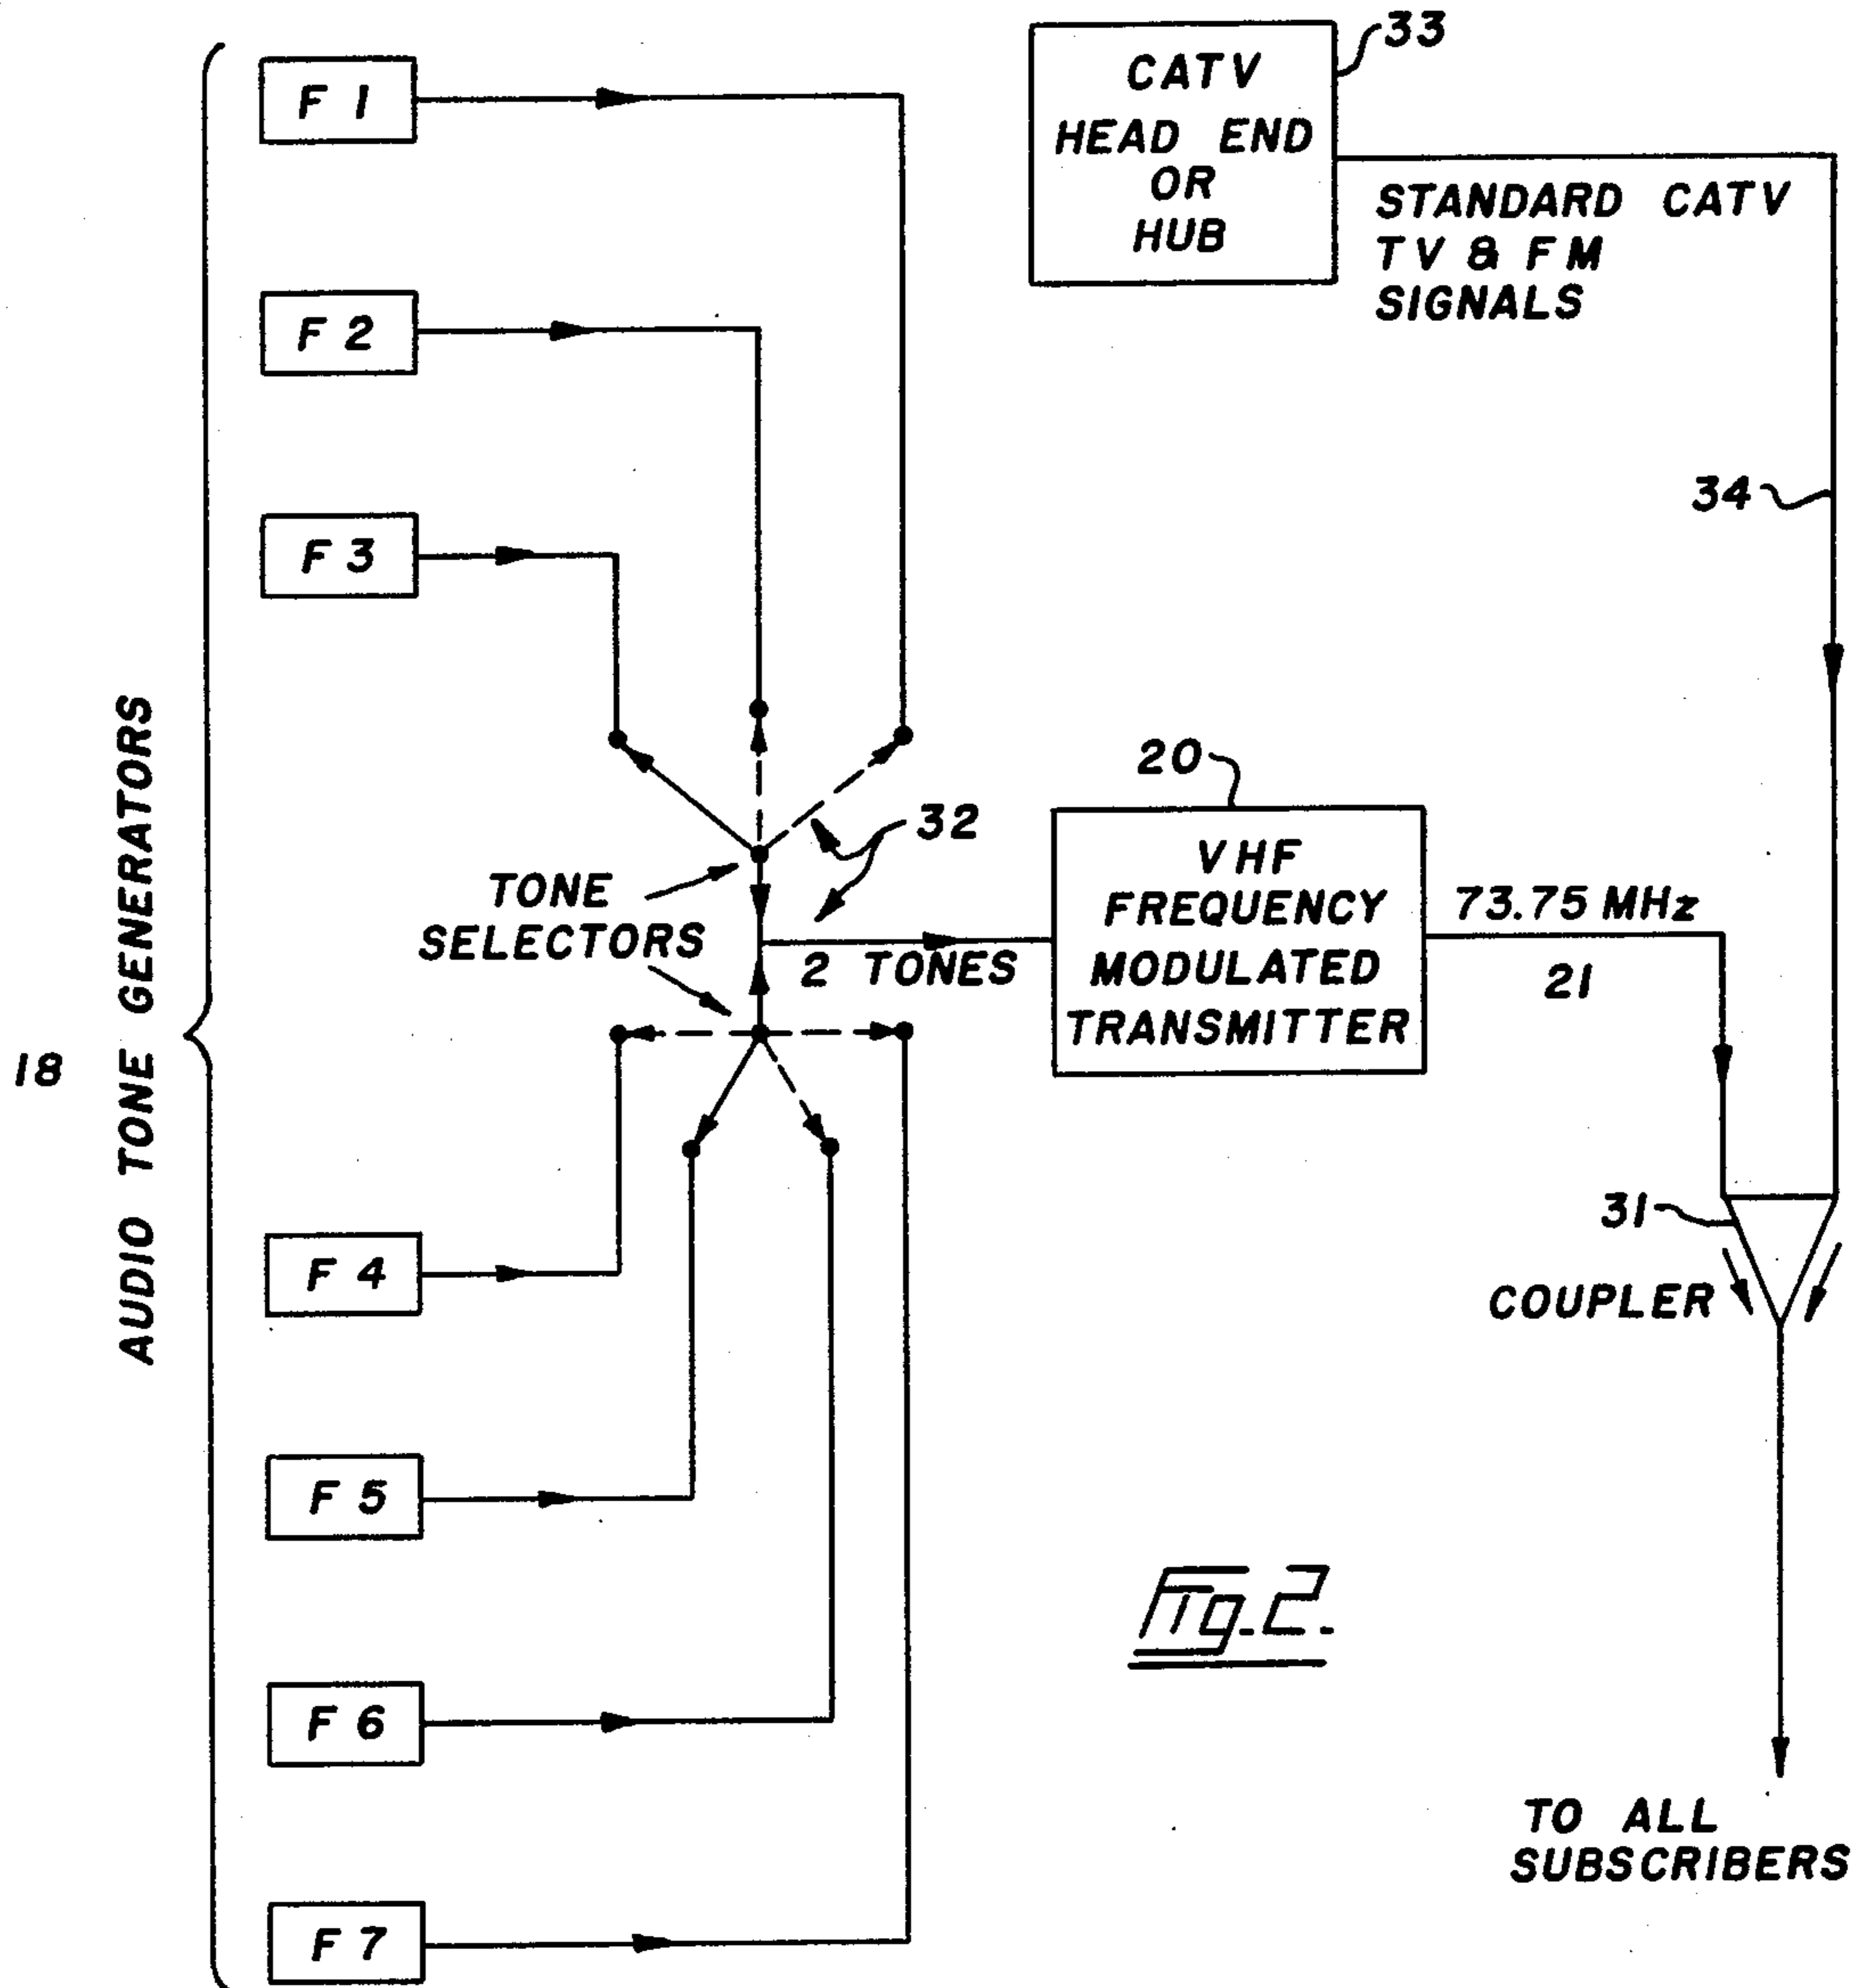 18
AUDIO TONE GENERATORS
F 1
F 2
F 3
F 4
F 5
F 6
F 7
TONE
SELECTORS
32
2 TONES
20
VHF
FREQUENCY
MODULATED
TRANSMITTER
73.75 MHz
21
33
CATV
HEAD END
OR
HUB
STANDARD CATV
TV & FM
SIGNALS
34
31
COUPLER
TO ALL
SUBSCRIBERS
Fig. 2.